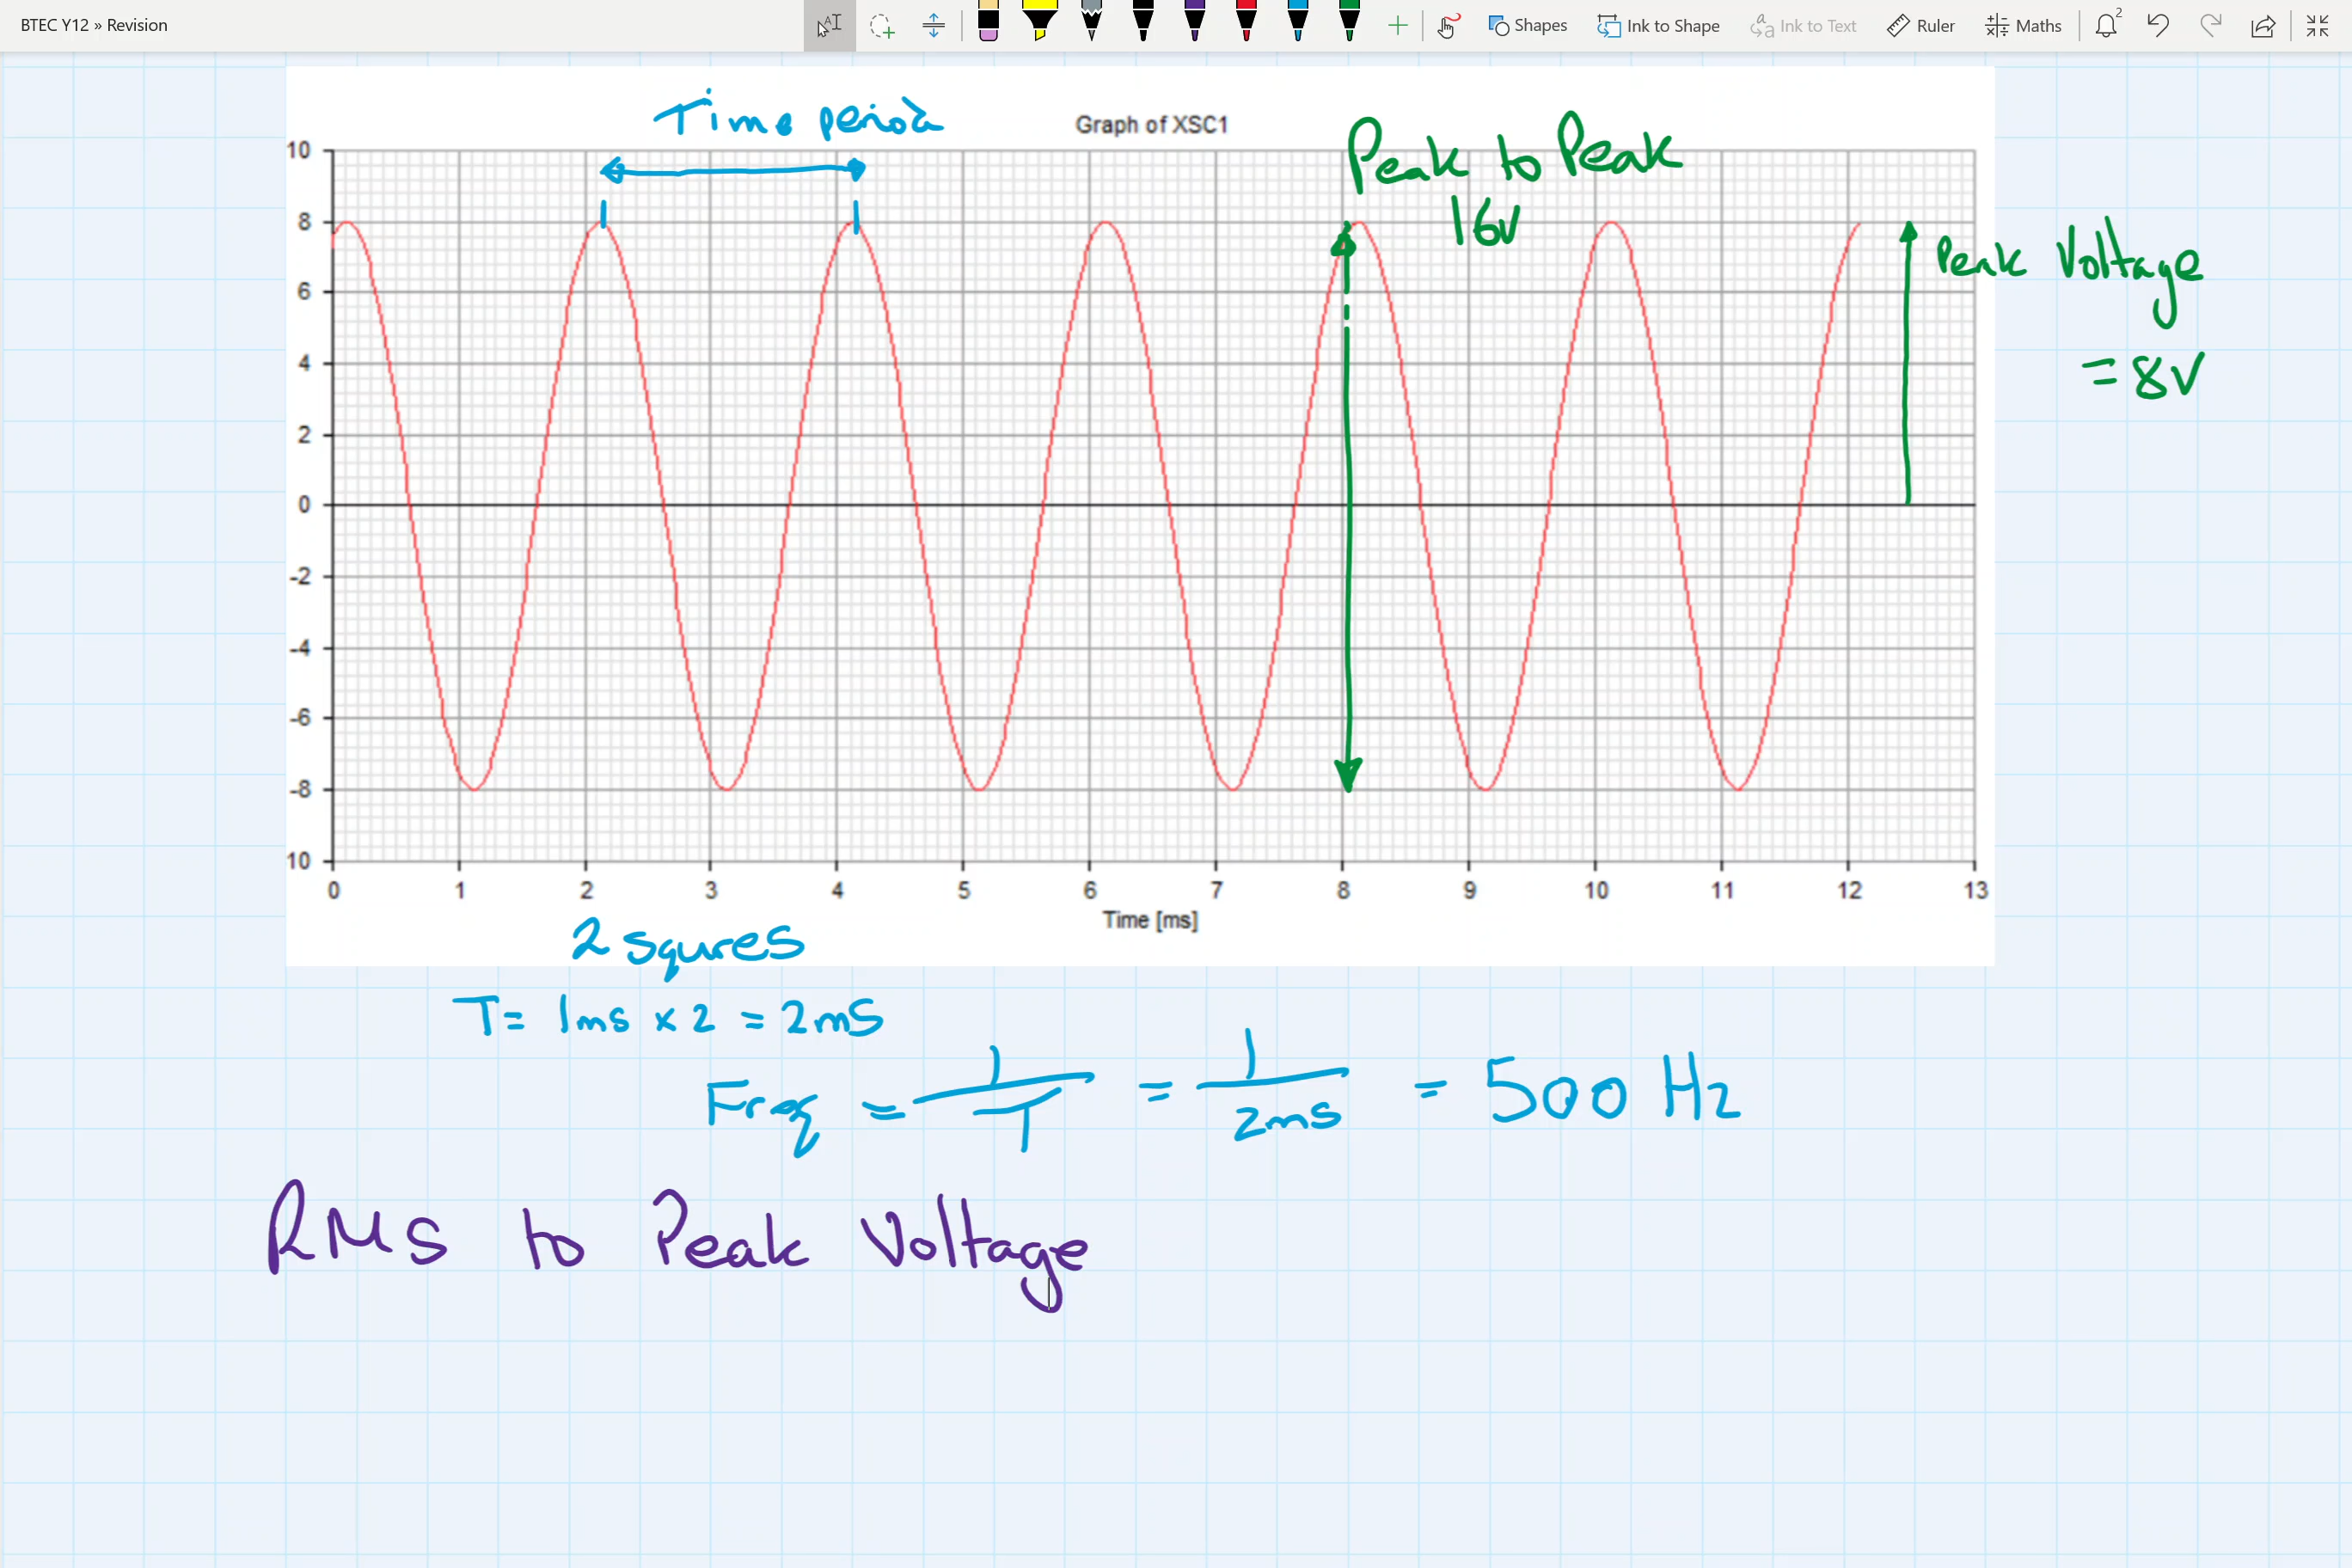 BTEC Y12 » Revision
Shapes Ink to Shape Ink to Text Ruler Maths 2
Time period
Graph of XSC1
Peak to Peak
16v
Peak Voltage
= 8V
10
8
6
4
2
0
-2
-4
-6
-8
10
0 1 2 3 4 5 6 7 8 9 10 11 12 13
Time [ms]
2 squres
T= 1ms x 2 = 2mS
Freq = 1/T = 1/2ms = 500 Hz
RMS to Peak Voltage